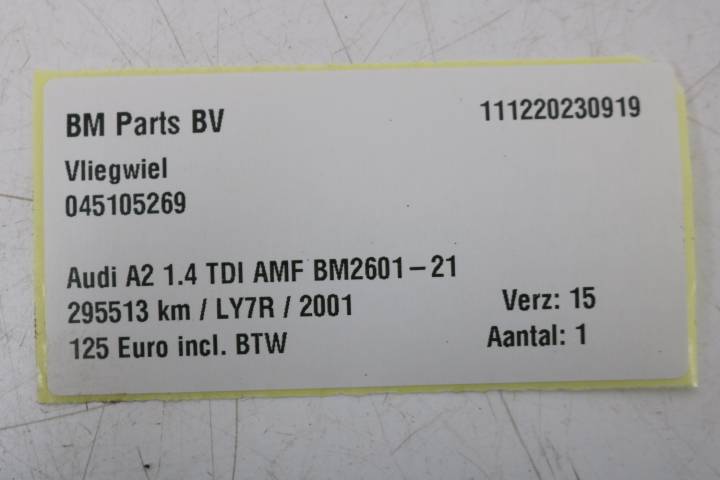 BM Parts BV 111220230919
Vliegwiel
045105269
Audi A2 1.4 TDI AMF BM2601-21
295513 km / LY7R / 2001 Verz: 15
125 Euro incl. BTW Aantal: 1